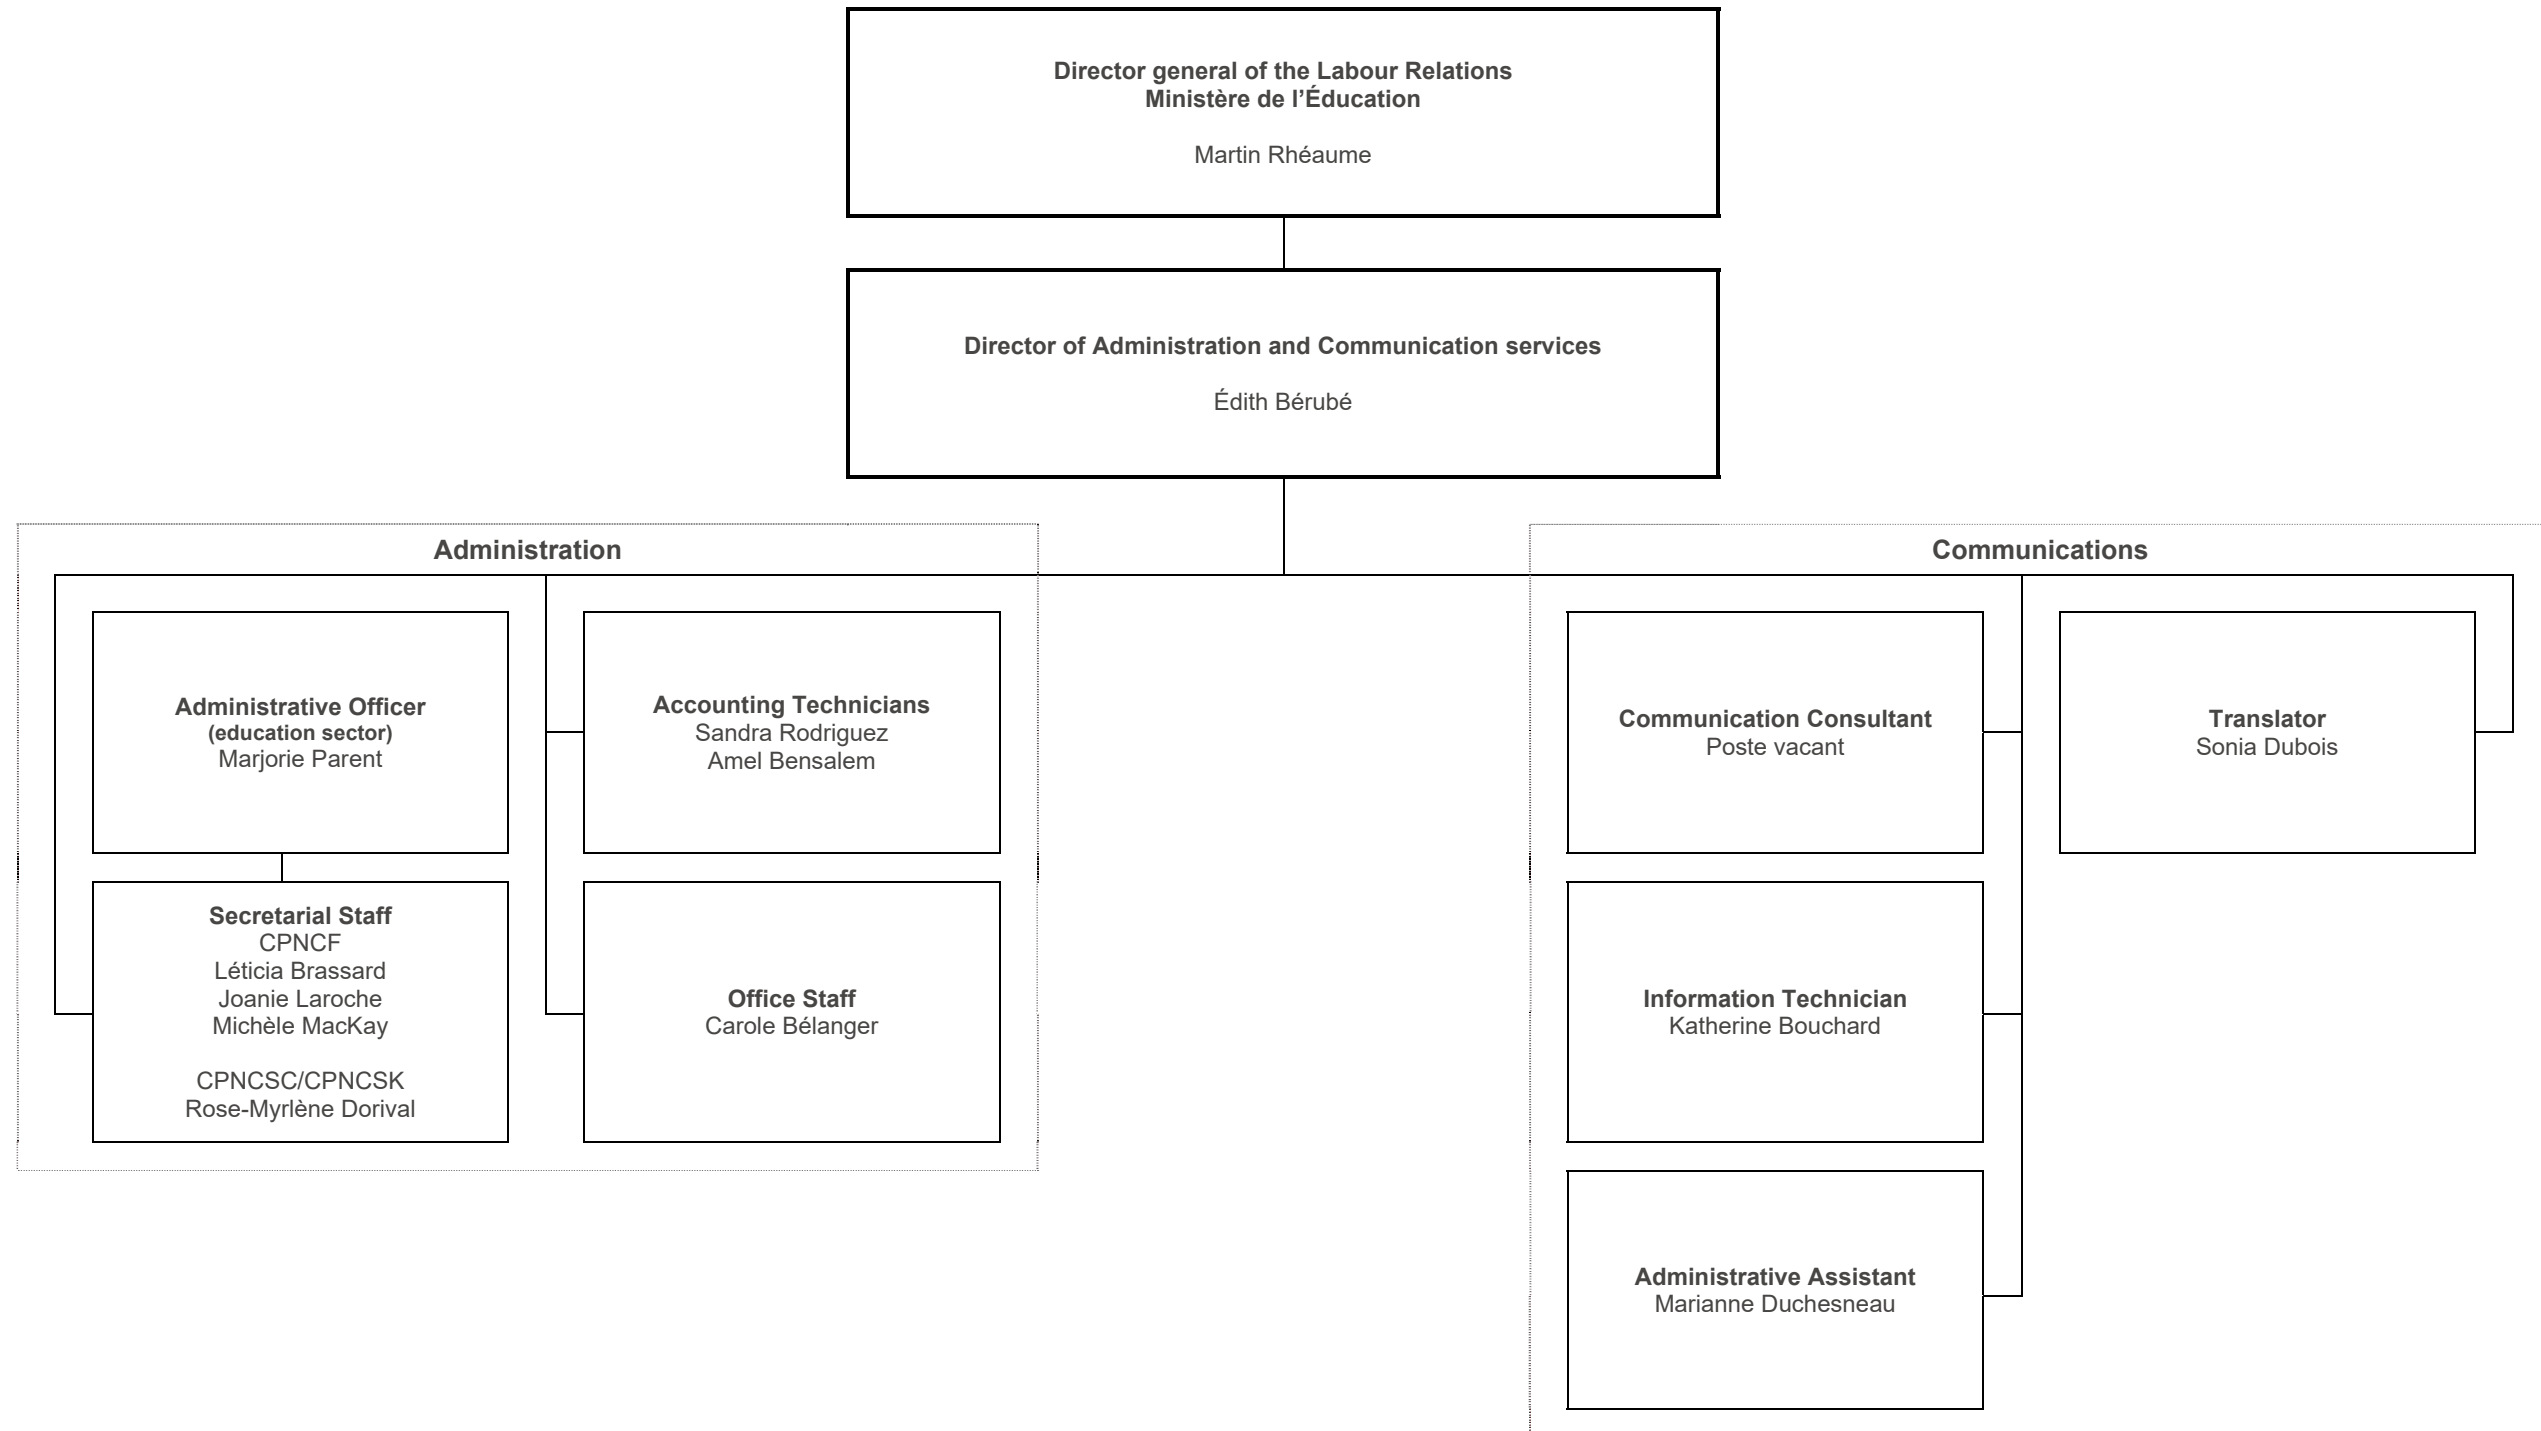 Director general of the Labour Relations
Ministère de l’Éducation
Martin Rhéaume
Director of Administration and Communication services
Édith Bérubé
Administration
Administrative Officer
(education sector)
Marjorie Parent
Accounting Technicians
Sandra Rodriguez
Amel Bensalem
Secretarial Staff
CPNCF
Léticia Brassard
Joanie Laroche
Michèle MacKay
CPNCSC/CPNCSK
Rose-Myrlène Dorival
Office Staff
Carole Bélanger
Communications
Communication Consultant
Poste vacant
Translator
Sonia Dubois
Information Technician
Katherine Bouchard
Administrative Assistant
Marianne Duchesneau